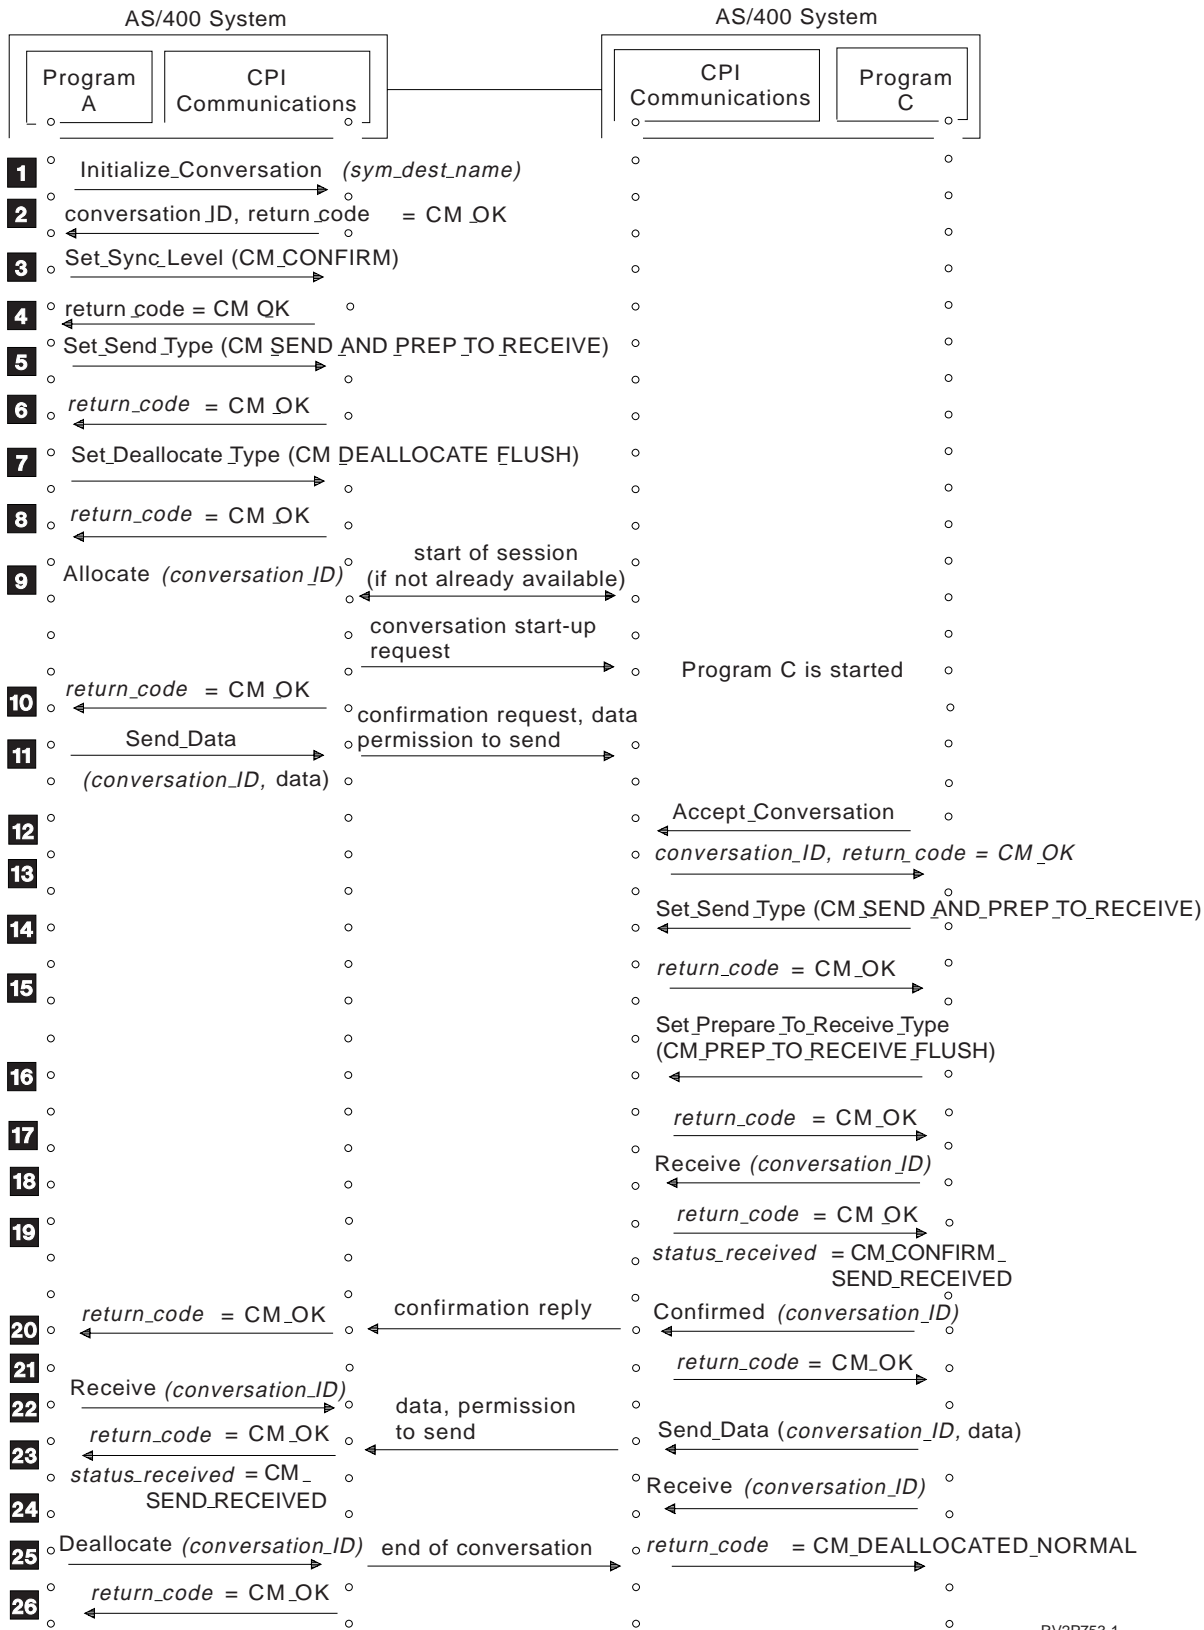 AS/400 System
AS/400 System
Program
A
CPI
Communications
CPI
Communications
Program
C
1
Initialize_Conversation (sym_dest_name)
2
conversation_ID, return_code = CM_OK
3
Set_Sync_Level (CM_CONFIRM)
4
return_code = CM_OK
5
Set_Send_Type (CM_SEND_AND_PREP_TO_RECEIVE)
6
return_code = CM_OK
7
Set_Deallocate_Type (CM_DEALLOCATE_FLUSH)
8
return_code = CM_OK
9
Allocate (conversation_ID)
start of session
(if not already available)
conversation start-up
request
Program C is started
10
return_code = CM_OK
11
Send_Data
(conversation_ID, data)
confirmation request, data
permission to send
12
Accept_Conversation
13
conversation_ID, return_code = CM_OK
14
Set_Send_Type (CM_SEND_AND_PREP_TO_RECEIVE)
15
return_code = CM_OK
Set_Prepare_To_Receive_Type
(CM_PREP_TO_RECEIVE_FLUSH)
16
17
return_code = CM_OK
18
Receive (conversation_ID)
19
return_code = CM_OK
status_received = CM_CONFIRM_
SEND_RECEIVED
20
return_code = CM_OK
confirmation reply
Confirmed (conversation_ID)
21
return_code = CM_OK
22
Receive (conversation_ID)
data, permission
to send
Send_Data (conversation_ID, data)
23
return_code = CM_OK
status_received = CM_
SEND_RECEIVED
24
Receive (conversation_ID)
25
Deallocate (conversation_ID)
end of conversation
return_code = CM_DEALLOCATED_NORMAL
26
return_code = CM_OK